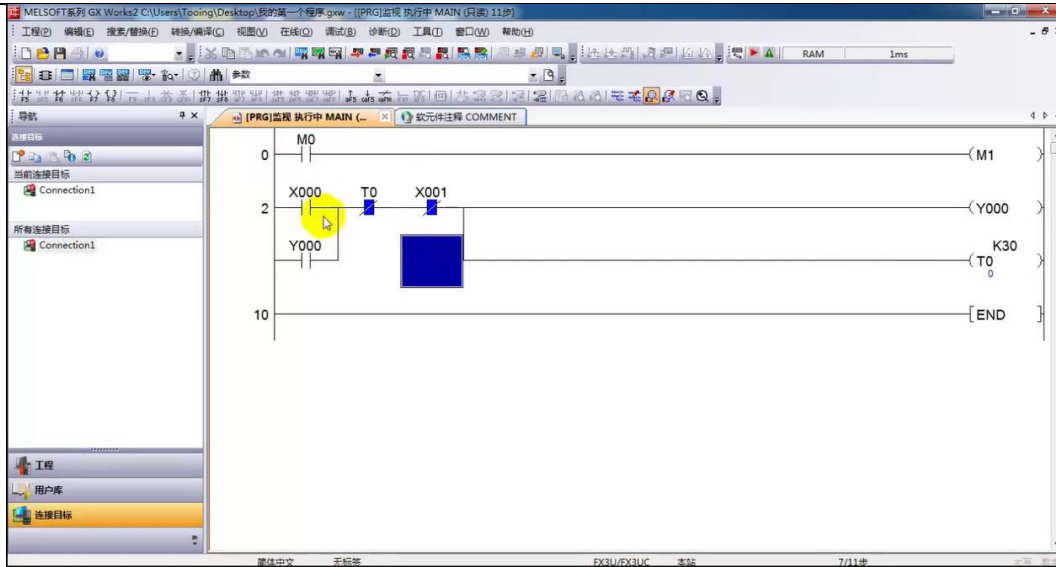 MELSOFT系列 GX Works2 C:\Users\Tooing\Desktop\我的第一个程序.gxw - [[PRG]监视 执行中 MAIN (只读) 11步]
工程(P) 编辑(E) 搜索/替换(F) 转换/编译(C) 视图(V) 在线(O) 调试(B) 诊断(D) 工具(T) 窗口(W) 帮助(H)
RAM 1ms
参数
导航
[PRG]监视 执行中 MAIN (...
软元件注释 COMMENT
连接目标
当前连接目标
Connection1
所有连接目标
Connection1
M0
0 M1
X000 T0 X001
2 Y000
Y000 K30
T0
0
10 END
工程
用户库
连接目标
简体中文 无标签 FX3U/FX3UC 本站 7/11步